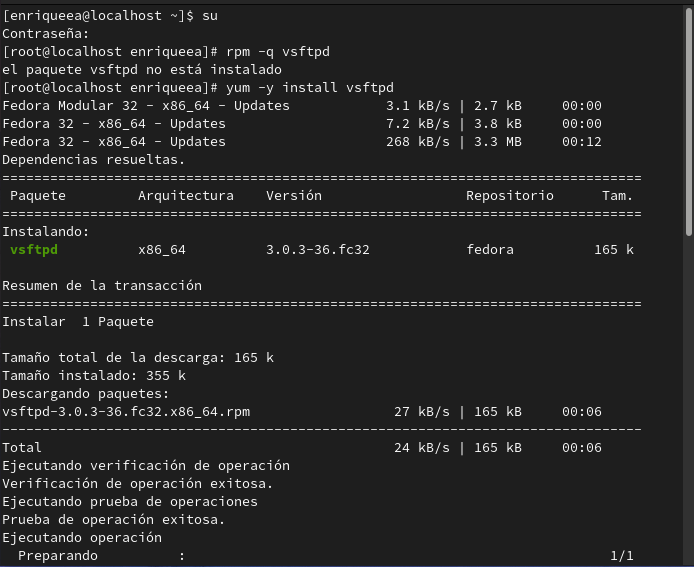 [enriqueea@localhost ~]$ su
Contraseña:
[root@localhost enriqueea]# rpm -q vsftpd
el paquete vsftpd no está instalado
[root@localhost enriqueea]# yum -y install vsftpd
Fedora Modular 32 - x86_64 - Updates            3.1 kB/s | 2.7 kB     00:00
Fedora 32 - x86_64 - Updates                    7.2 kB/s | 3.8 kB     00:00
Fedora 32 - x86_64 - Updates                    268 kB/s | 3.3 MB     00:12
Dependencias resueltas.
================================================================================
 Paquete         Arquitectura    Versión                  Repositorio      Tam.
================================================================================
Instalando:
 vsftpd          x86_64          3.0.3-36.fc32            fedora          165 k

Resumen de la transacción
================================================================================
Instalar  1 Paquete

Tamaño total de la descarga: 165 k
Tamaño instalado: 355 k
Descargando paquetes:
vsftpd-3.0.3-36.fc32.x86_64.rpm                  27 kB/s | 165 kB     00:06
--------------------------------------------------------------------------------
Total                                            24 kB/s | 165 kB     00:06
Ejecutando verificación de operación
Verificación de operación exitosa.
Ejecutando prueba de operaciones
Prueba de operación exitosa.
Ejecutando operación
  Preparando          :                                                     1/1